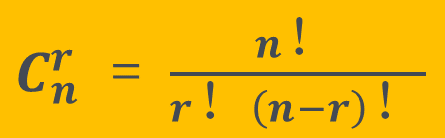 C^r_n = n! / r! (n-r)!